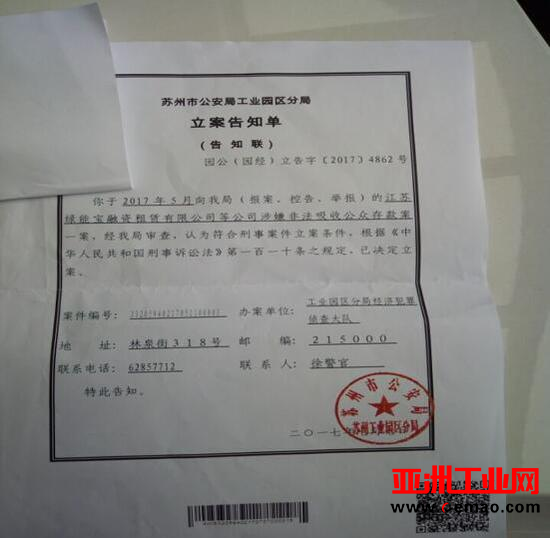 苏州市公安局工业园区分局
立案告知单
(告知联)
园公(园经)立告字〔2017〕4862号
你于2017年5月向我局(报案、控告、举报)的江苏
绿能宝融资租赁有限公司等公司涉嫌非法吸收公众存款案
一案,经我局审查,认为符合刑事案件立案条件,根据《中
华人民共和国刑事诉讼法》第一百一十条之规定,已决定立
案。
案件编号:
办案单位: 工业园区分局经济犯罪
侦查大队
地 址: 林泉街318号 邮 编: 215000
联系电话: 62857712 联系人: 徐警官
特此告知。
苏州市公安局
苏州工业园区分局
二〇一七
亚洲工业网